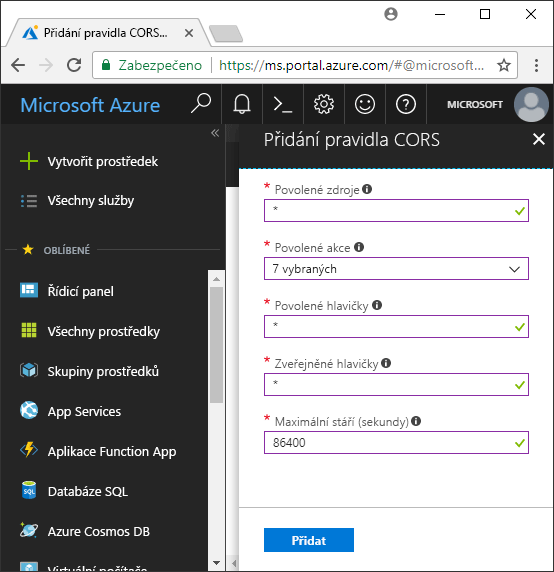 Přidání pravidla CORS...
Zabezpečeno
https://ms.portal.azure.com/#@microsoft...
Microsoft Azure
MICROSOFT
Vytvořit prostředek
Všechny služby
OBLÍBENÉ
Řídicí panel
Všechny prostředky
Skupiny prostředků
App Services
Aplikace Function App
Databáze SQL
SQL
Azure Cosmos DB
Virtuální počítače
Přidání pravidla CORS
* Povolené zdroje
*
* Povolené akce
7 vybraných
* Povolené hlavičky
*
* Zveřejněné hlavičky
*
* Maximální stáří (sekundy)
86400
Přidat